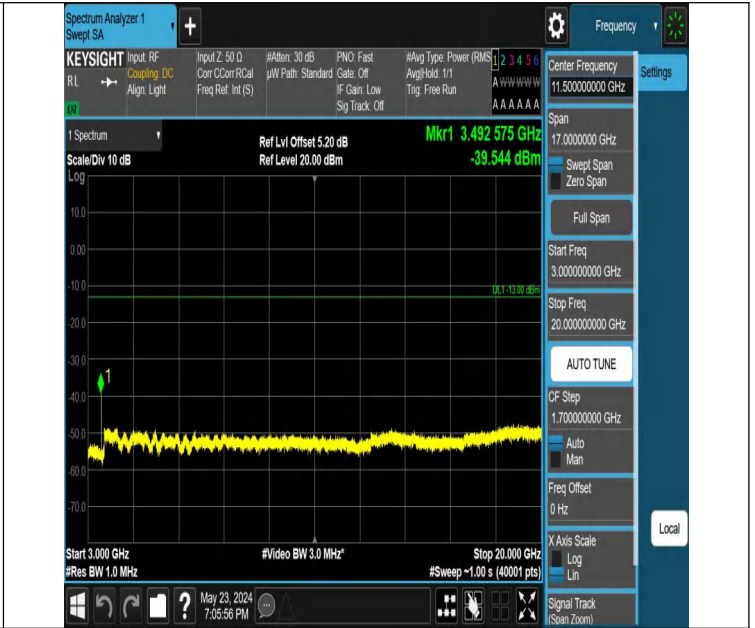 Spectrum Analyzer 1
Swept SA
+
Frequency
KEYSIGHT
RL
LXI
Input: RF
Coupling: DC
Align: Light
Input Z: 50 Ω
Corr CCorr RCal
Freq Ref: Int (S)
#Atten: 30 dB
µW Path: Standard
PNO: Fast
Gate: Off
IF Gain: Low
Sig Track: Off
#Avg Type: Power (RMS
Avg|Hold: 1/1
Trig: Free Run
1 2 3 4 5 6
A W W W W W
A A A A A A
Center Frequency
11.500000000 GHz
Settings
1 Spectrum
Scale/Div 10 dB
Log
Ref Lvl Offset 5.20 dB
Ref Level 20.00 dBm
Mkr1 3.492 575 GHz
-39.544 dBm
10.0
0.00
-10.0
-20.0
-30.0
-40.0
-50.0
-60.0
-70.0
DL1 -13.00 dBm
1
Start 3.000 GHz
#Res BW 1.0 MHz
#Video BW 3.0 MHz*
Stop 20.000 GHz
#Sweep ~1.00 s (40001 pts)
Span
17.0000000 GHz
Swept Span
Zero Span
Full Span
Start Freq
3.000000000 GHz
Stop Freq
20.000000000 GHz
AUTO TUNE
CF Step
1.700000000 GHz
Auto
Man
Freq Offset
0 Hz
X Axis Scale
Log
Lin
Signal Track
(Span Zoom)
Local
?
May 23, 2024
7:05:56 PM